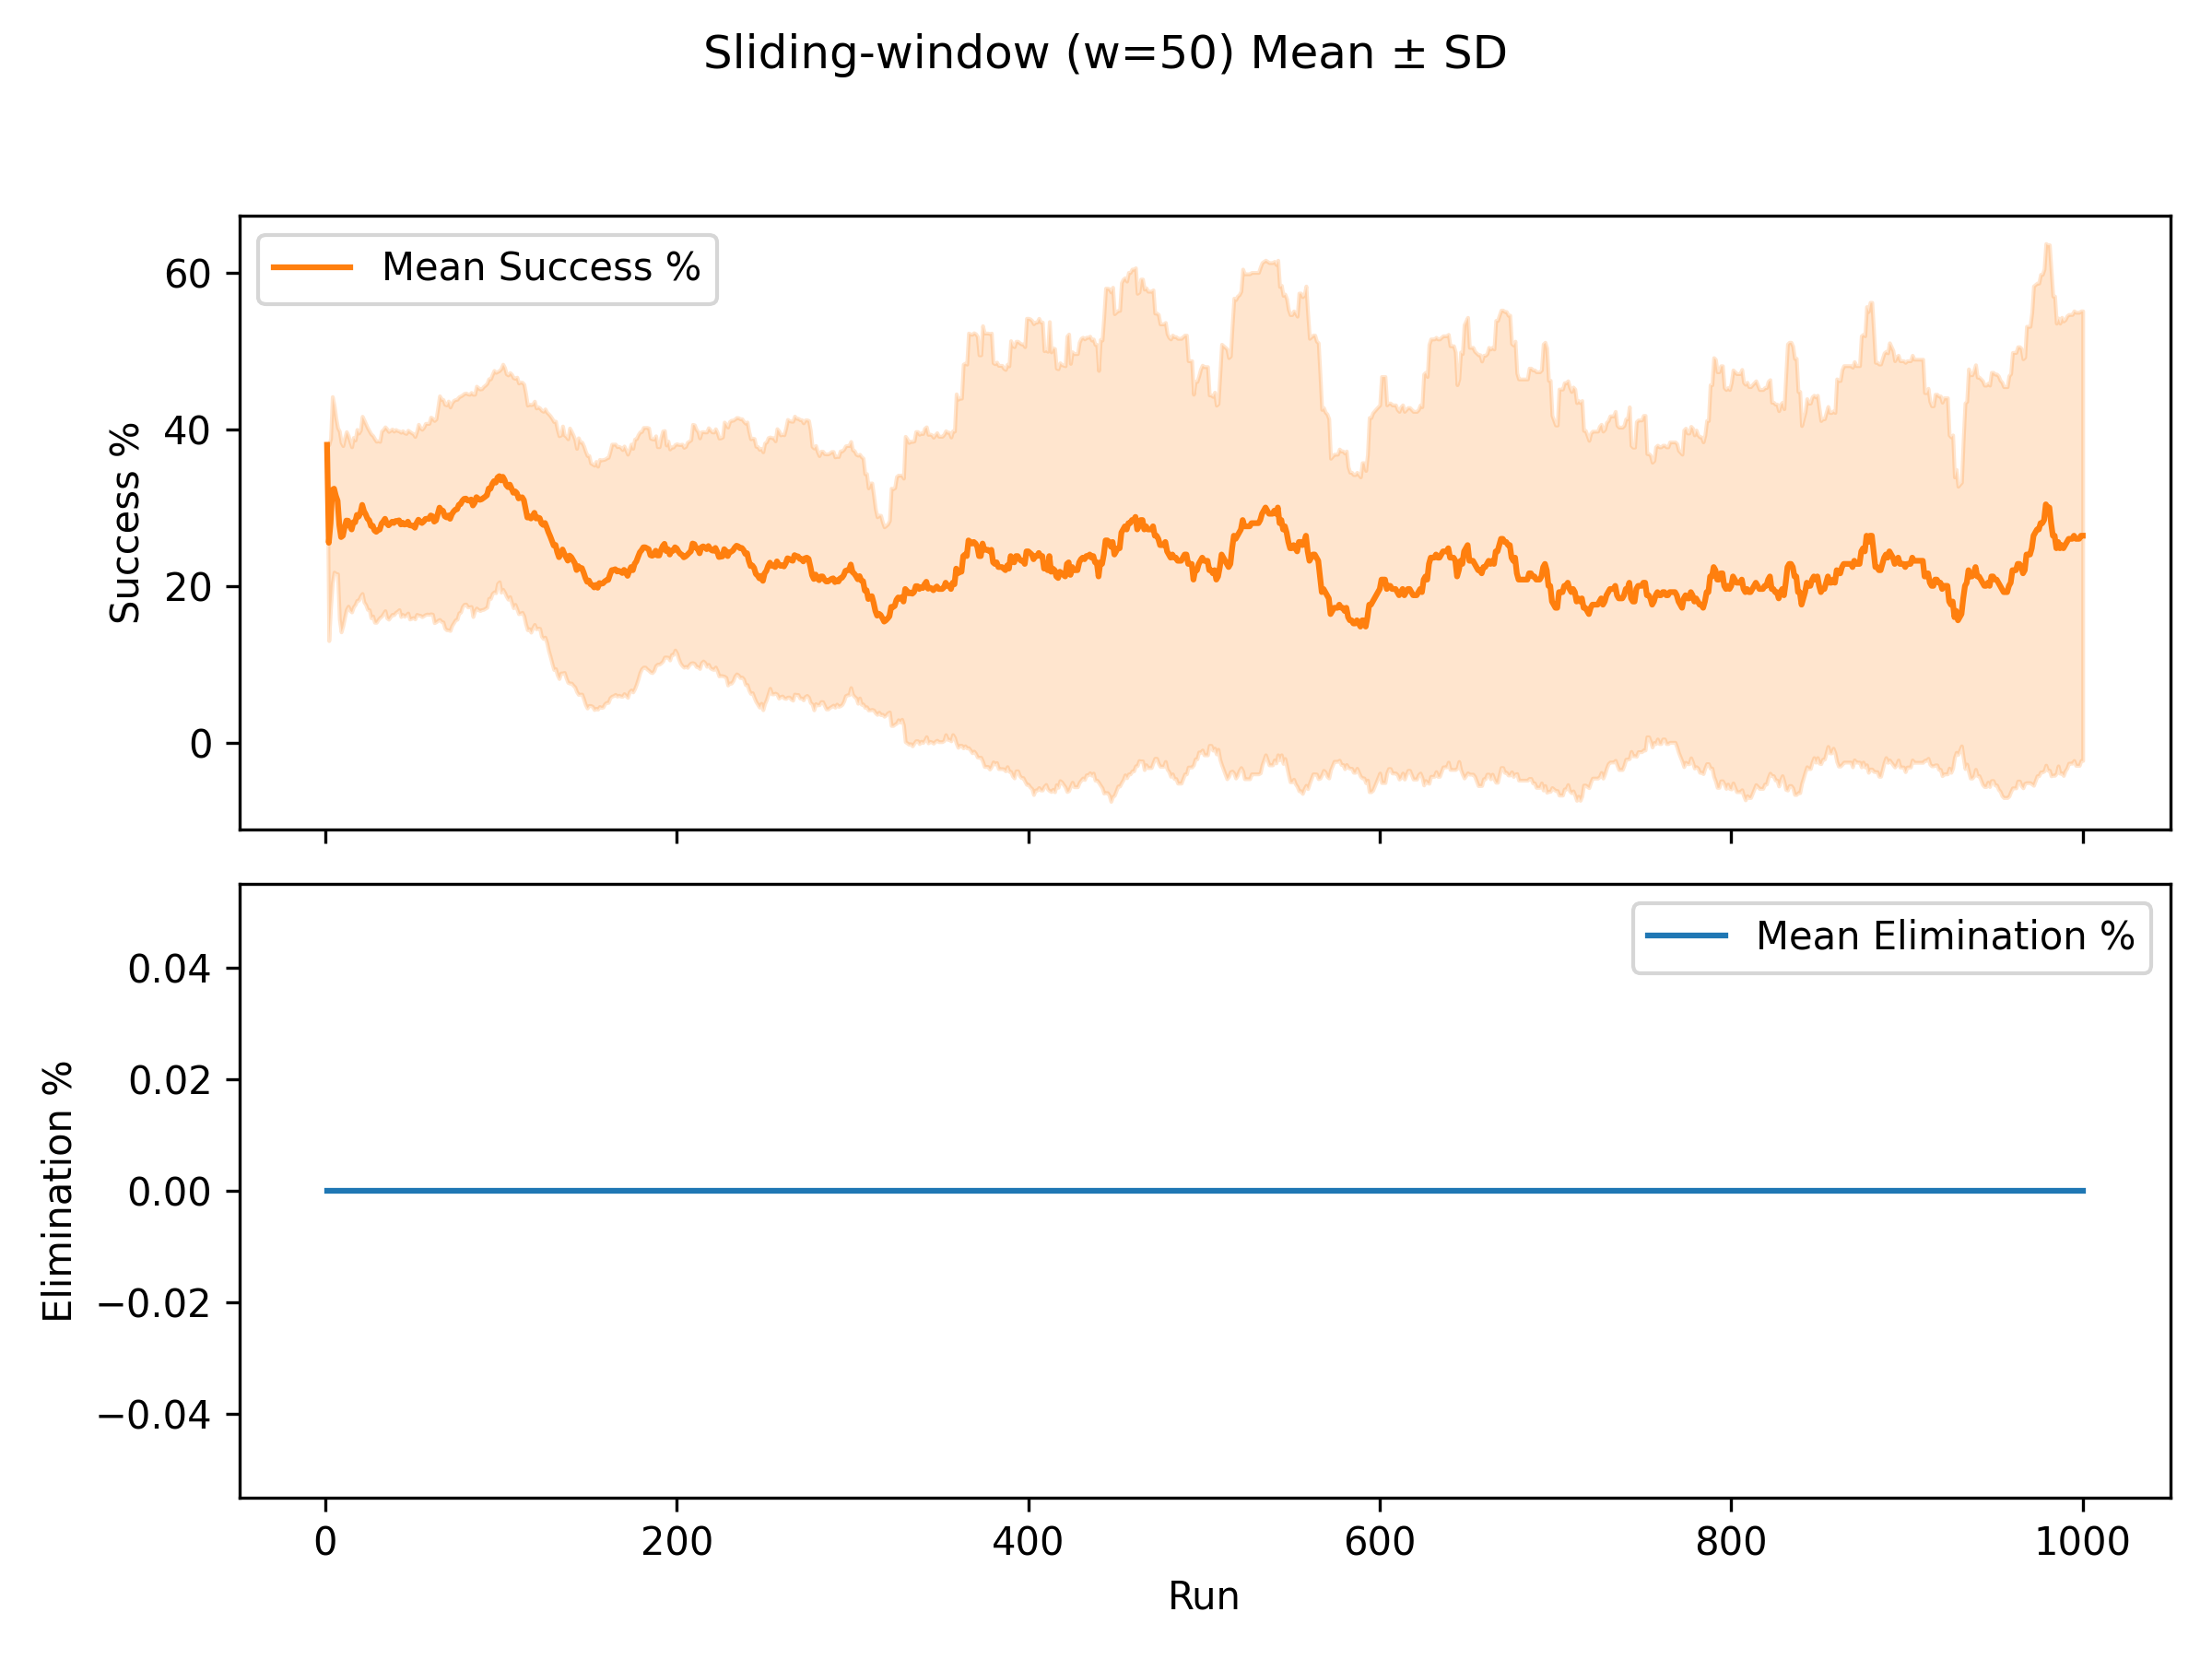 Sliding-window (w=50) Mean ± SD
Mean Success %
60
40
20
0
Success %
Mean Elimination %
0.04
0.02
0.00
−0.02
−0.04
Elimination %
0 200 400 600 800 1000
Run